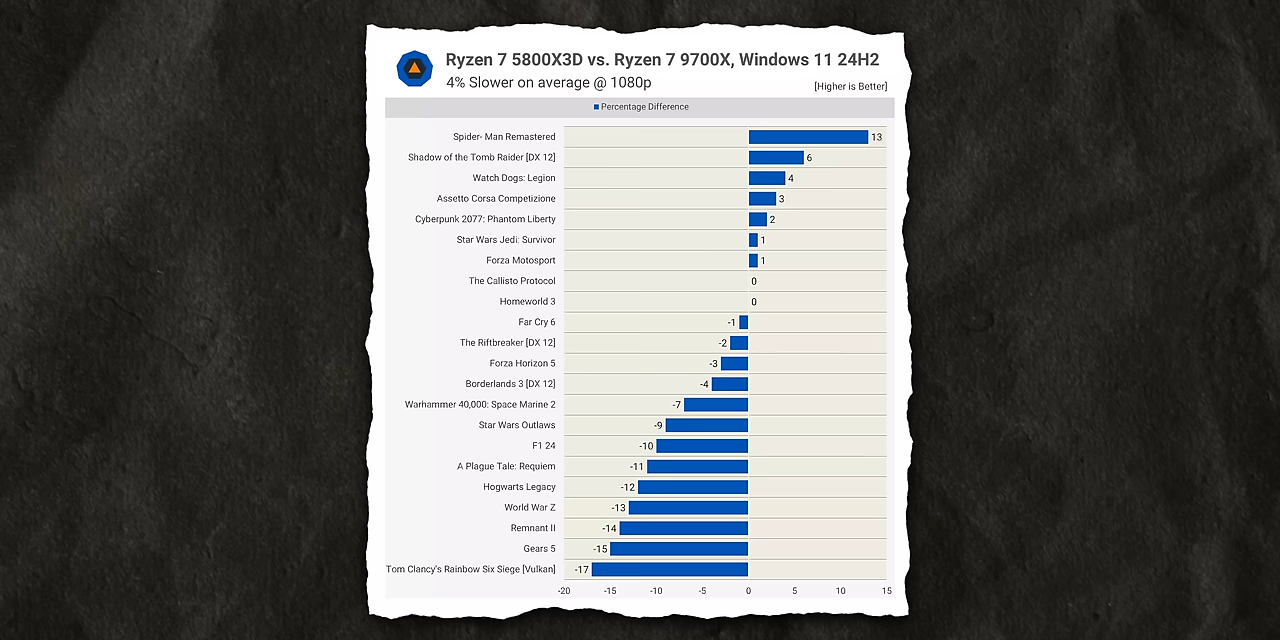 Ryzen 7 5800X3D vs. Ryzen 7 9700X, Windows 11 24H2
4% Slower on average @ 1080p
[Higher is Better]
Percentage Difference
Spider- Man Remastered 13
Shadow of the Tomb Raider [DX 12] 6
Watch Dogs: Legion 4
Assetto Corsa Competizione 3
Cyberpunk 2077: Phantom Liberty 2
Star Wars Jedi: Survivor 1
Forza Motosport 1
The Callisto Protocol 0
Homeworld 3 0
Far Cry 6 -1
The Riftbreaker [DX 12] -2
Forza Horizon 5 -3
Borderlands 3 [DX 12] -4
Warhammer 40,000: Space Marine 2 -7
Star Wars Outlaws -9
F1 24 -10
A Plague Tale: Requiem -11
Hogwarts Legacy -12
World War Z -13
Remnant II -14
Gears 5 -15
Tom Clancy's Rainbow Six Siege [Vulkan] -17
-20 -15 -10 -5 0 5 10 15